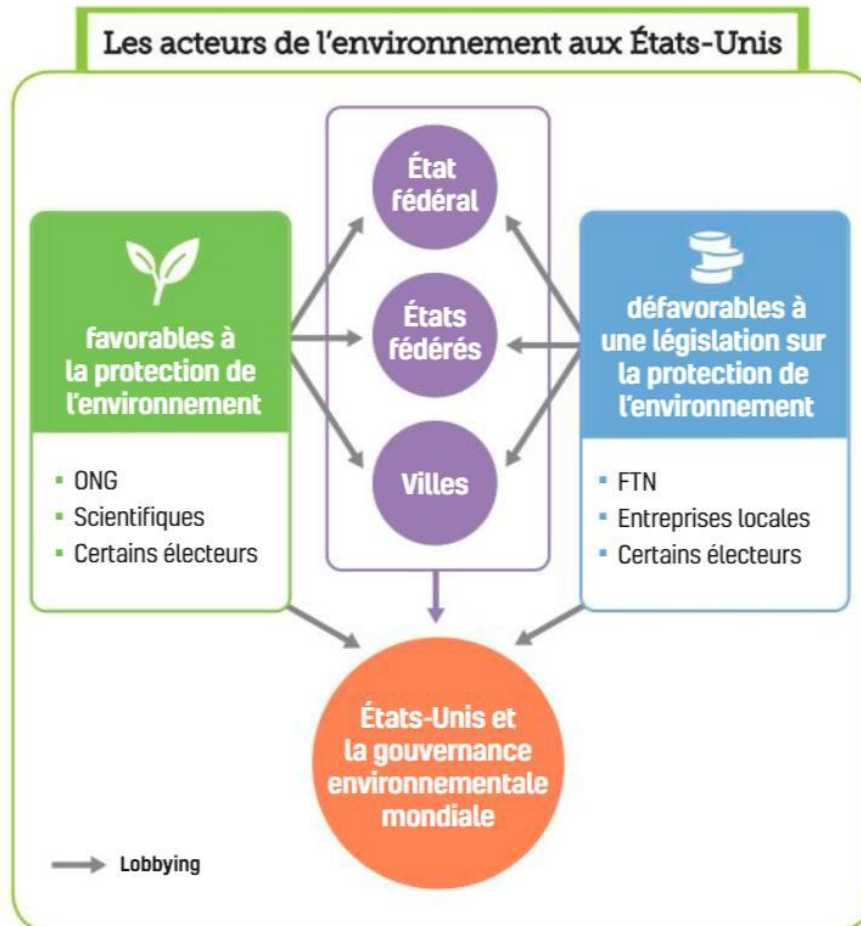 Les acteurs de l'environnement aux États-Unis
État
fédéral
États
fédérés
Villes
favorables à
la protection de
l'environnement
▪ ONG
▪ Scientifiques
▪ Certains électeurs
défavorables à
une législation sur
la protection de
l'environnement
▪ FTN
▪ Entreprises locales
▪ Certains électeurs
États-Unis et
la gouvernance
environnementale
mondiale
Lobbying